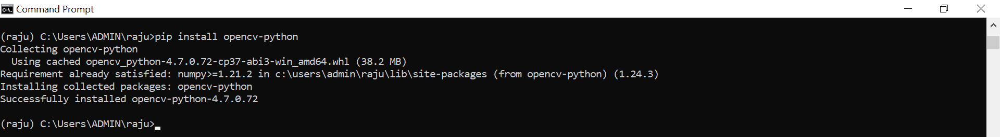 Command Prompt
(raju) C:\Users\ADMIN\raju>pip install opencv-python
Collecting opencv-python
  Using cached opencv_python-4.7.0.72-cp37-abi3-win_amd64.whl (38.2 MB)
Requirement already satisfied: numpy>=1.21.2 in c:\users\admin\raju\lib\site-packages (from opencv-python) (1.24.3)
Installing collected packages: opencv-python
Successfully installed opencv-python-4.7.0.72
(raju) C:\Users\ADMIN\raju>